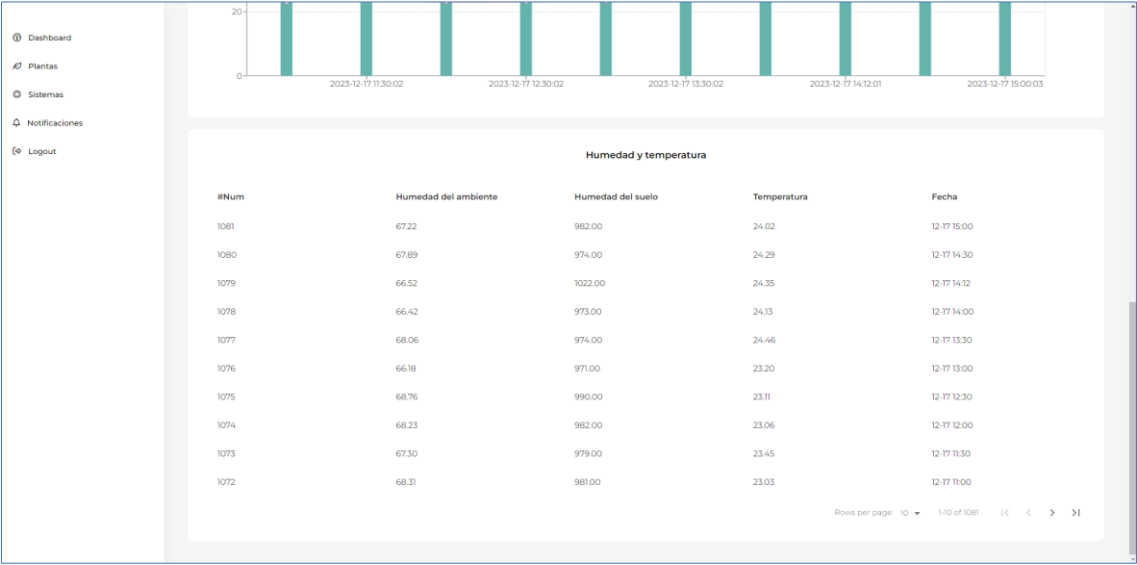 20
Dashboard
Plantas
Sistemas
Notificaciones
Logout
0
2023-12-17 11:30:02 2023-12-17 12:30:02 2023-12-17 13:30:02 2023-12-17 14:12:01 2023-12-17 15:00:03
Humedad y temperatura
#Num Humedad del ambiente Humedad del suelo Temperatura Fecha
1081 67.22 982.00 24.02 12-17 15:00
1080 67.89 974.00 24.29 12-17 14:30
1079 66.52 1022.00 24.35 12-17 14:12
1078 66.42 973.00 24.13 12-17 14:00
1077 68.06 974.00 24.46 12-17 13:30
1076 66.18 971.00 23.20 12-17 13:00
1075 68.76 990.00 23.11 12-17 12:30
1074 68.23 982.00 23.06 12-17 12:00
1073 67.30 979.00 23.45 12-17 11:30
1072 68.31 981.00 23.03 12-17 11:00
Rows per page: 10 1-10 of 1081